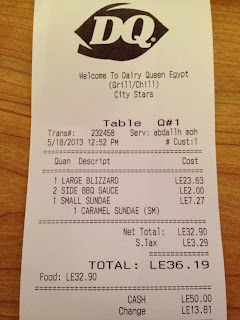 DQ.
Welcome To Dairy Queen Egypt
(Grill/Chill)
City Stars
Table Q#1
Trans#: 232458 Serv: abdallh moh
5/18/2013 12:52 PM # Cust:1
Quan Descript Cost
1 LARGE BLIZZARD LE23.63
2 SIDE BBQ SAUCE LE2.00
1 SMALL SUNDAE LE7.27
1 CARAMEL SUNDAE (SM)
Net Total: LE32.90
S.Tax LE3.29
TOTAL: LE36.19
Food: LE32.90
CASH LE50.00
Change LE13.81